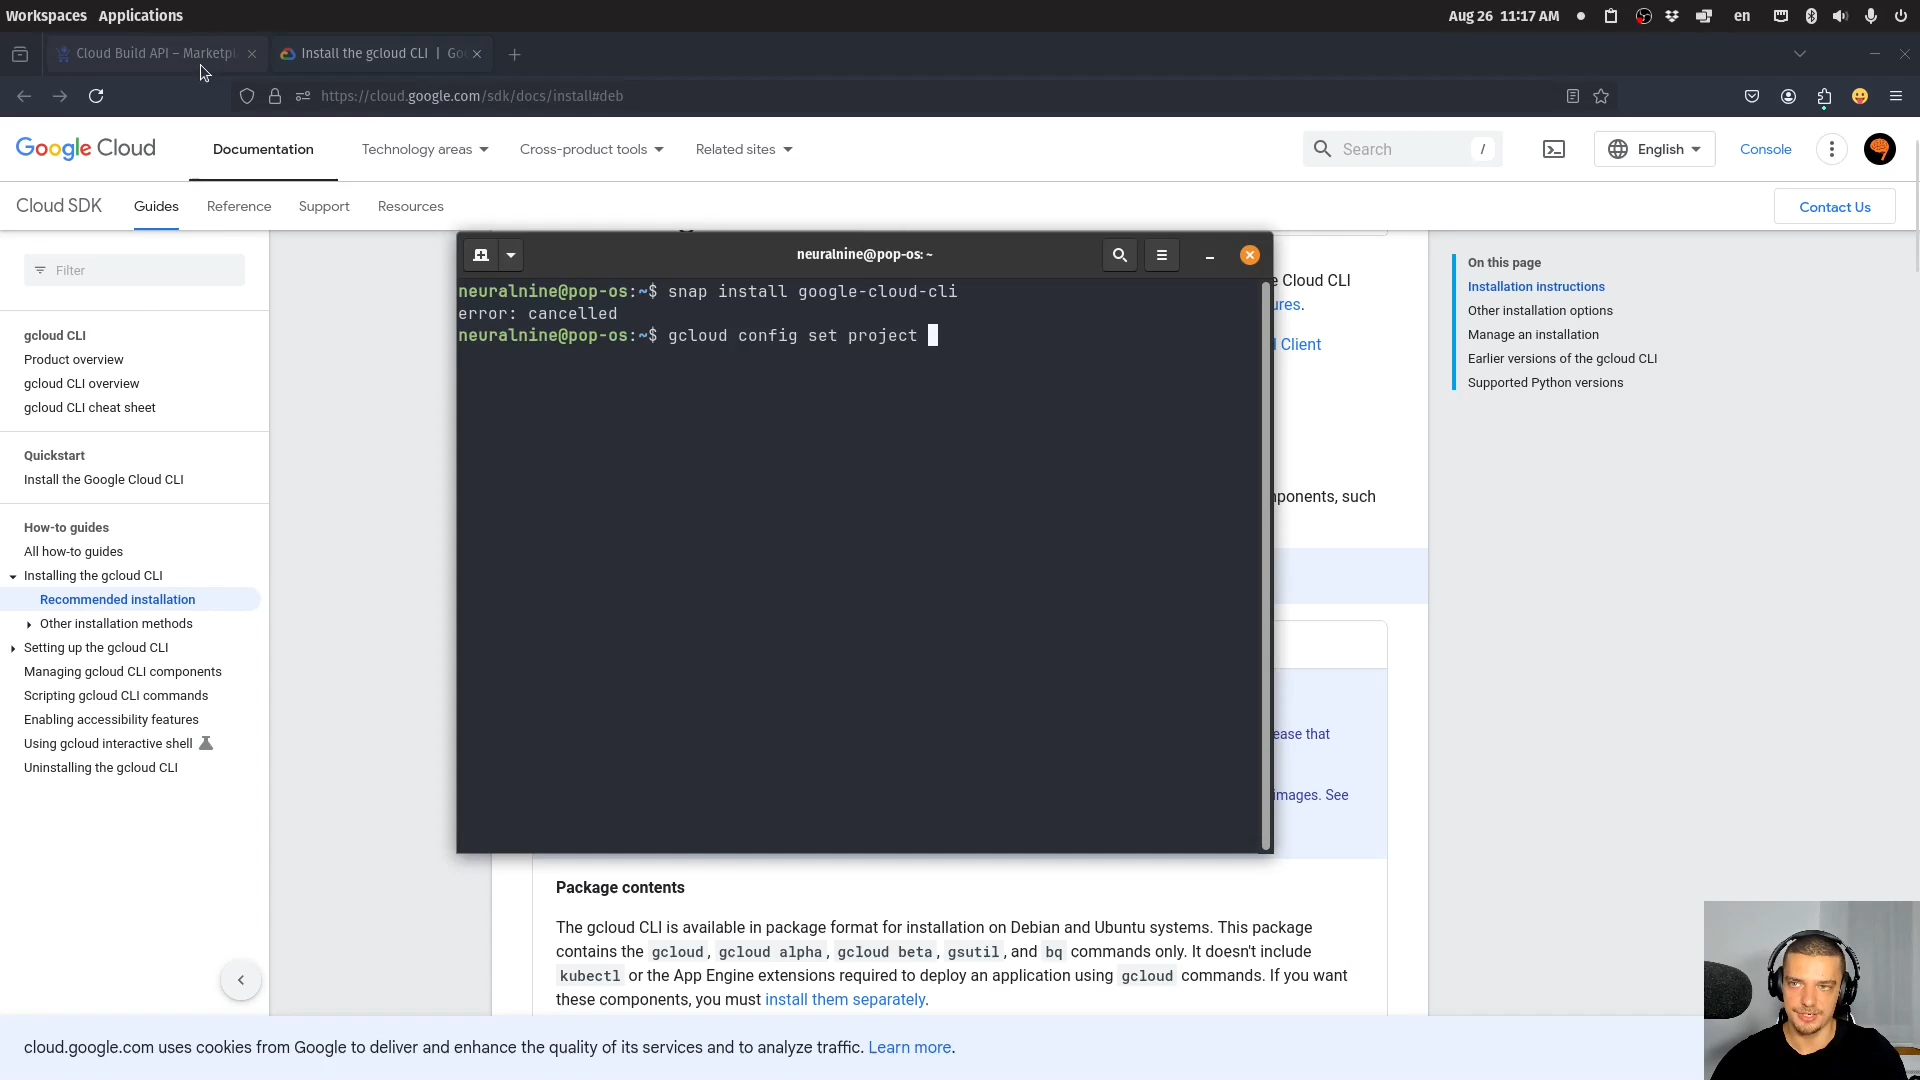 Workspaces Applications
Aug 26 11:17 AM
en
Cloud Build API – Marketpl
Install the gcloud CLI | Goo
https://cloud.google.com/sdk/docs/install#deb
Google Cloud
Documentation
Technology areas
Cross-product tools
Related sites
Search
/
English
Console
Cloud SDK
Guides
Reference
Support
Resources
Contact Us
Filter
gcloud CLI
Product overview
gcloud CLI overview
gcloud CLI cheat sheet
Quickstart
Install the Google Cloud CLI
How-to guides
All how-to guides
Installing the gcloud CLI
Recommended installation
Other installation methods
Setting up the gcloud CLI
Managing gcloud CLI components
Scripting gcloud CLI commands
Enabling accessibility features
Using gcloud interactive shell
Uninstalling the gcloud CLI
neuralnine@pop-os: ~
neuralnine@pop-os:~$ snap install google-cloud-cli
error: cancelled
neuralnine@pop-os:~$ gcloud config set project
e Cloud CLI
ures.
Client
mponents, such
ease that
images. See
Package contents
The gcloud CLI is available in package format for installation on Debian and Ubuntu systems. This package
contains the gcloud, gcloud alpha, gcloud beta, gsutil, and bq commands only. It doesn't include
kubectl or the App Engine extensions required to deploy an application using gcloud commands. If you want
these components, you must install them separately.
On this page
Installation instructions
Other installation options
Manage an installation
Earlier versions of the gcloud CLI
Supported Python versions
cloud.google.com uses cookies from Google to deliver and enhance the quality of its services and to analyze traffic. Learn more.